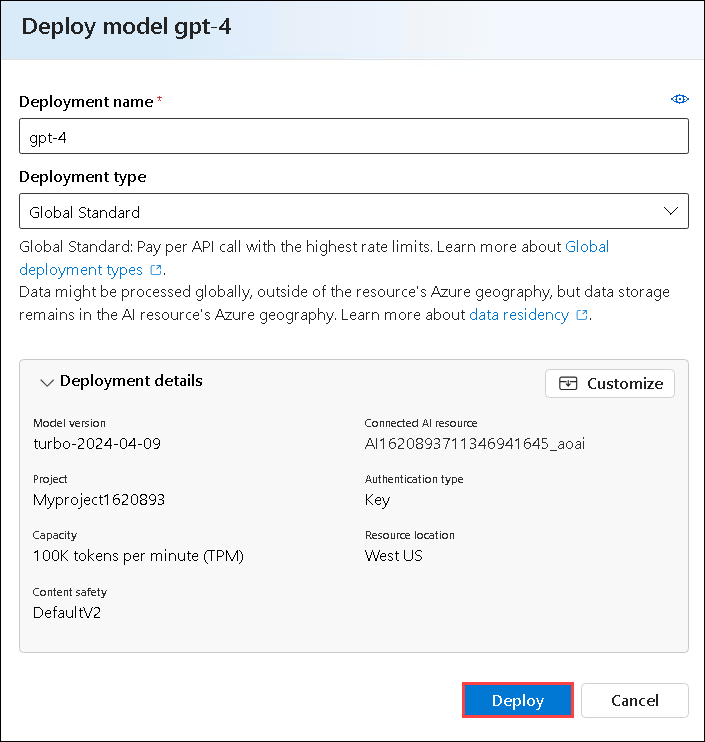 Deploy model gpt-4
Deployment name *
gpt-4
Deployment type
Global Standard
Global Standard: Pay per API call with the highest rate limits. Learn more about Global
deployment types.
Data might be processed globally, outside of the resource's Azure geography, but data storage
remains in the AI resource's Azure geography. Learn more about data residency.
Deployment details
Customize
Model version
Connected AI resource
turbo-2024-04-09
AI1620893711346941645_aoai
Project
Authentication type
Myproject1620893
Key
Capacity
Resource location
100K tokens per minute (TPM)
West US
Content safety
DefaultV2
Deploy
Cancel